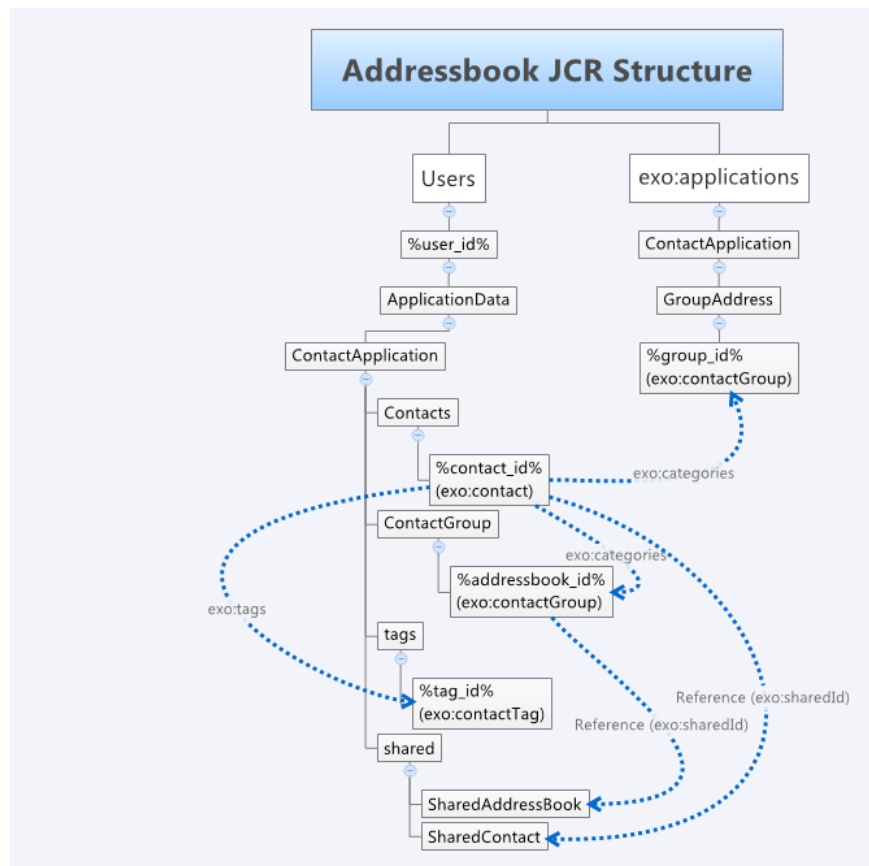 Addressbook JCR Structure
Users
exo:applications
%user_id%
ContactApplication
ApplicationData
GroupAddress
ContactApplication
%group_id%
(exo:contactGroup)
Contacts
%contact_id%
(exo:contact)
exo:categories
ContactGroup
exo:categories
%addressbook_id%
(exo:contactGroup)
exo:tags
tags
%tag_id%
(exo:contactTag)
Reference (exo:sharedId)
Reference (exo:sharedId)
shared
SharedAddressBook
SharedContact